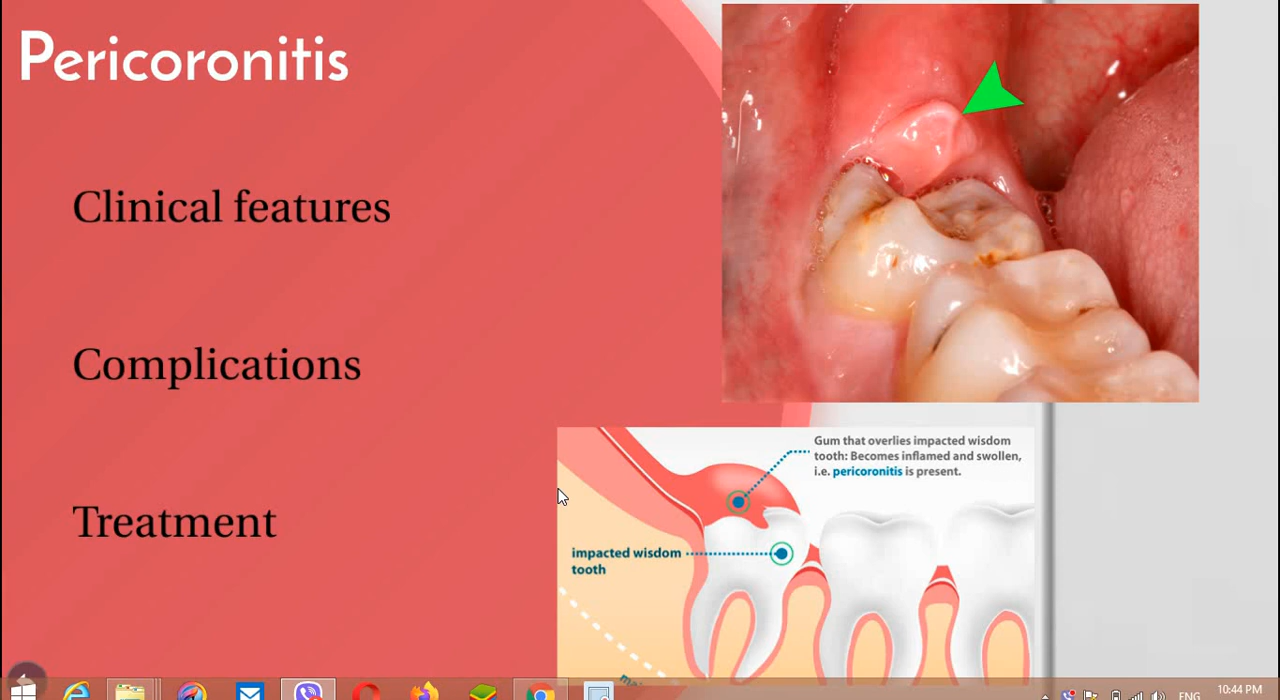 Pericoronitis
Clinical features
Complications
Treatment
Gum that overlies impacted wisdom
tooth: Becomes inflamed and swollen,
i.e. pericoronitis is present.
impacted wisdom
tooth
ENG
10:44 PM